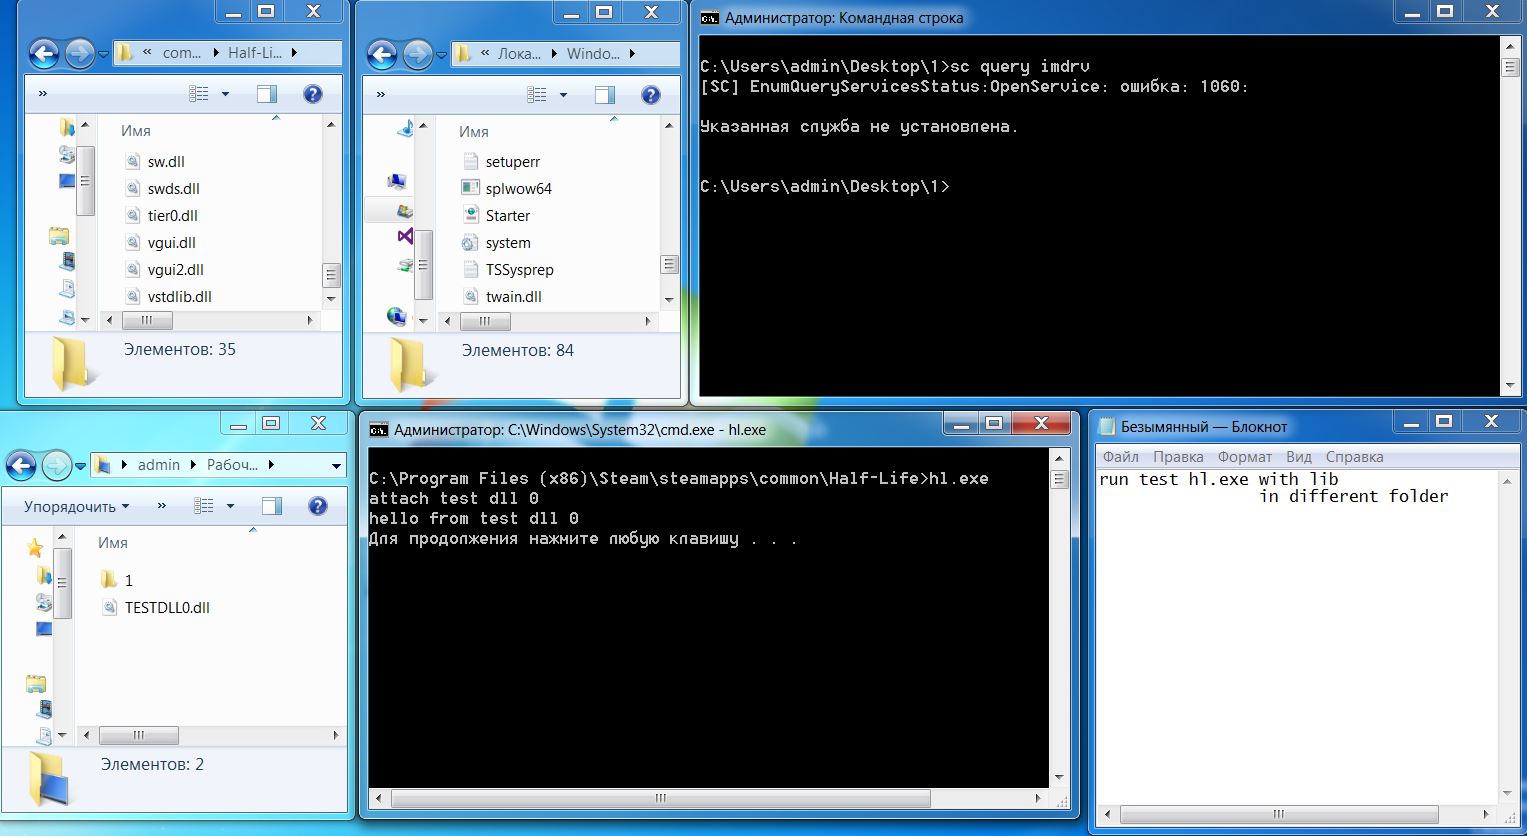 « com... Half-Li...
»
Имя
sw.dll
swds.dll
tier0.dll
vgui.dll
vgui2.dll
vstdlib.dll
Элементов: 35
« Лока... Windo...
»
Имя
setuperr
splwow64
Starter
system
TSSysprep
twain.dll
Элементов: 84
Администратор: Командная строка
C:\Users\admin\Desktop\1>sc query imdrv
[SC] EnumQueryServicesStatus:OpenService: ошибка: 1060:
Указанная служба не установлена.
C:\Users\admin\Desktop\1>
admin Рабоч...
Упорядочить »
Имя
1
TESTDLL0.dll
Элементов: 2
Администратор: C:\Windows\System32\cmd.exe - hl.exe
C:\Program Files (x86)\Steam\steamapps\common\Half-Life>hl.exe
attach test dll 0
hello from test dll 0
Для продолжения нажмите любую клавишу . . .
Безымянный — Блокнот
Файл Правка Формат Вид Справка
run test hl.exe with lib
in different folder